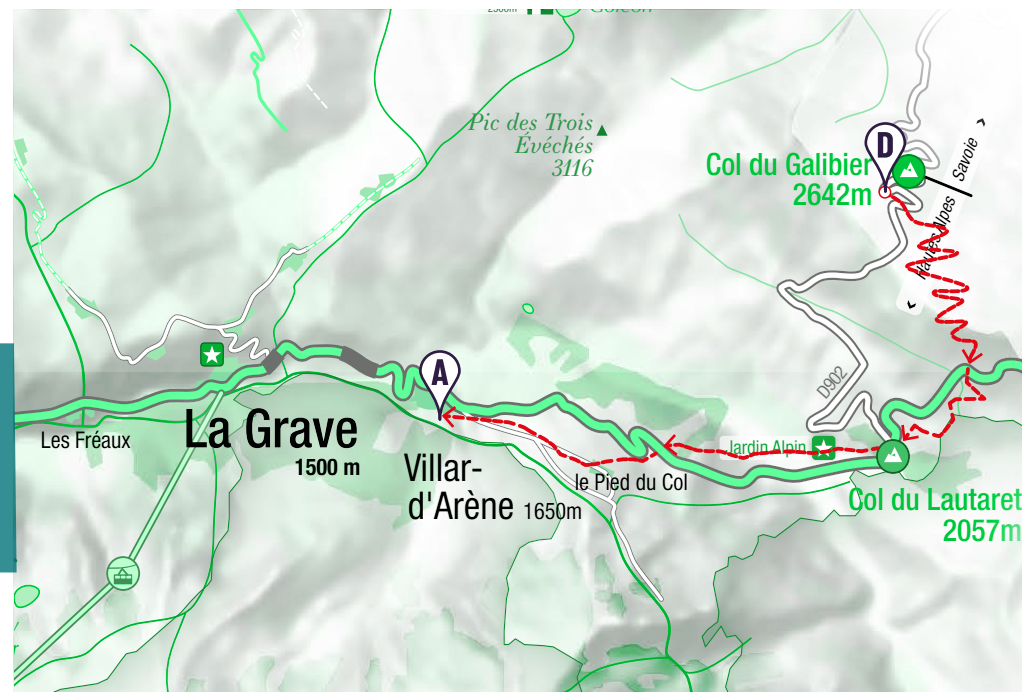 Pic des Trois
Évéchés
3116
D
Col du Galibier
2642m
Savoie
Hautes Alpes
D902
A
La Grave
1500 m
Les Fréaux
Villar-
d'Arène 1650m
Jardin Alpin
le Pied du Col
Col du Lautaret
2057m